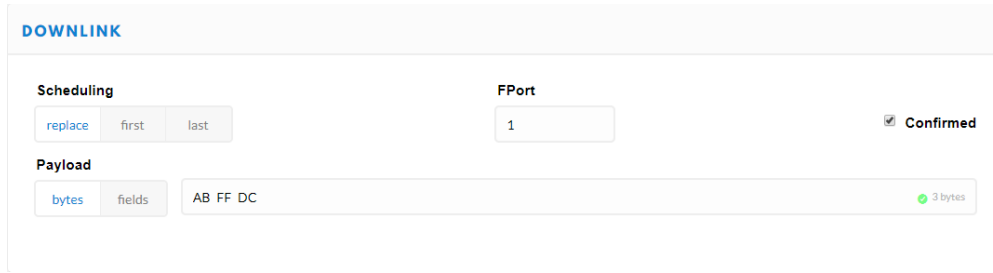 DOWNLINK
Scheduling
replace first last
FPort
1
Confirmed
Payload
bytes fields
AB FF DC
3 bytes